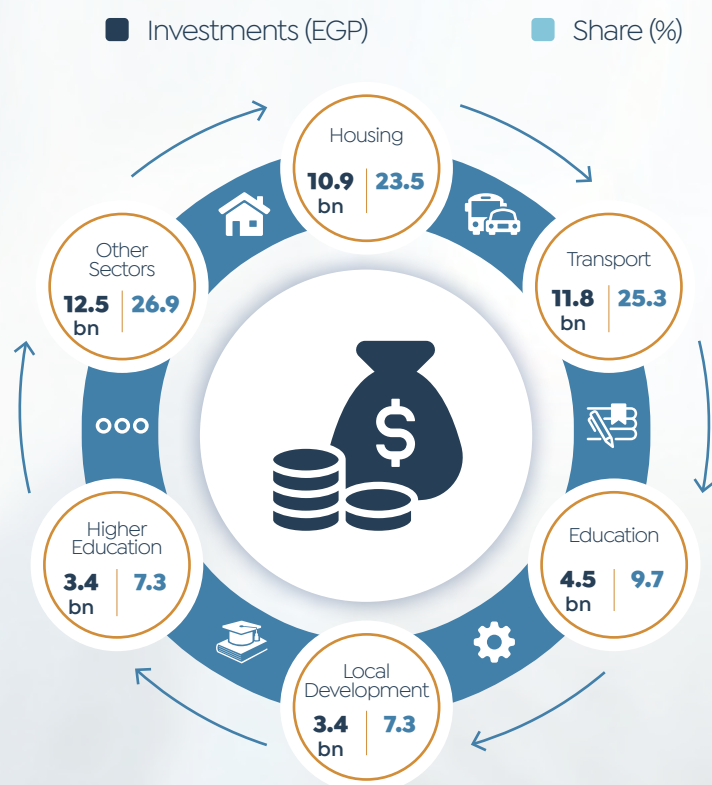 Investments (EGP)
Share (%)
Housing
10.9 23.5
bn
Transport
11.8 25.3
bn
Education
4.5 9.7
bn
Local
Development
3.4 7.3
bn
Higher
Education
3.4 7.3
bn
Other
Sectors
12.5 26.9
bn
$